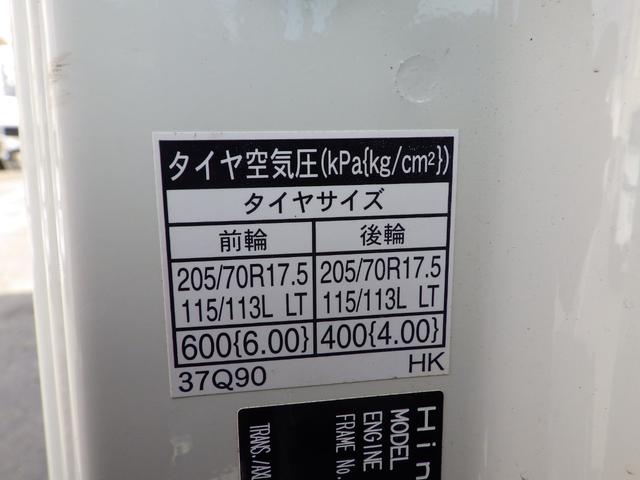 タイヤ空気圧(kPa{kg/cm²})
タイヤサイズ
前輪 後輪
205/70R17.5 205/70R17.5
115/113L LT 115/113L LT
600{6.00} 400{4.00}
37Q90 HK
Hin
MODEL
ENGINE
FRAME No.
TRANS./AX